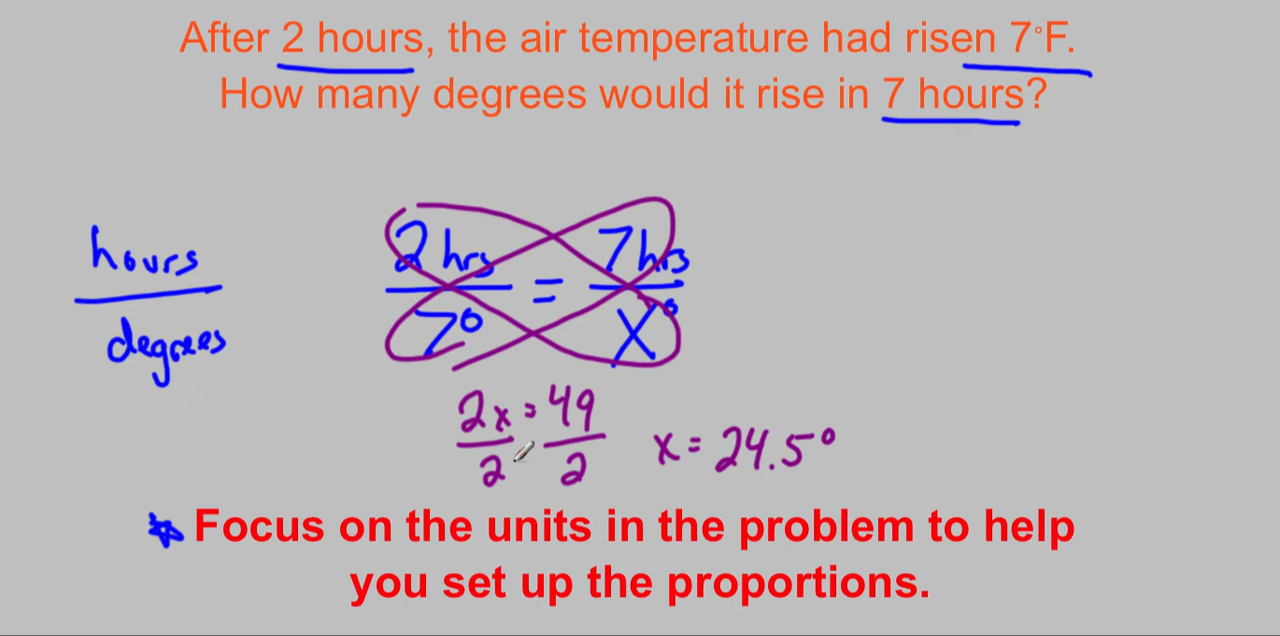 After 2 hours, the air temperature had risen 7°F.
How many degrees would it rise in 7 hours?
hours
degrees
2 hrs = 7 hrs
7° X°
2x = 49
2 2
x = 24.5°
Focus on the units in the problem to help
you set up the proportions.